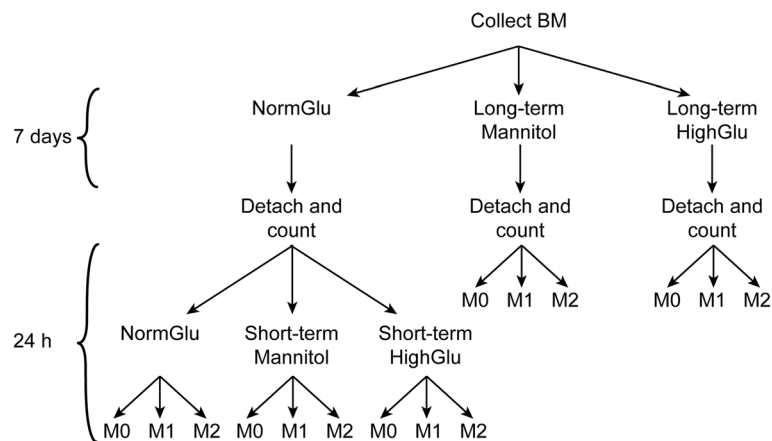 Collect BM
7 days
NormGlu
Long-term
Mannitol
Long-term
HighGlu
Detach and
count
Detach and
count
Detach and
count
M0 M1 M2
M0 M1 M2
24 h
NormGlu
Short-term
Mannitol
Short-term
HighGlu
M0 M1 M2
M0 M1 M2
M0 M1 M2